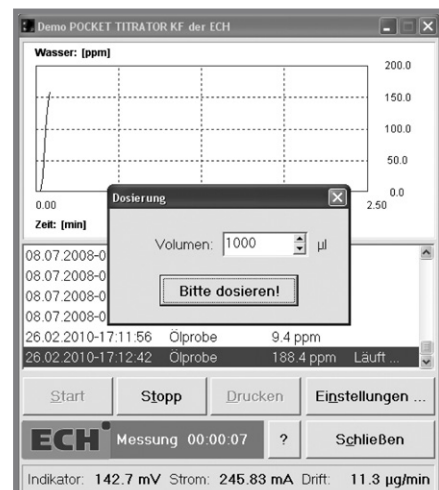 Demo POCKET TITRATOR KF der ECH
Wasser: [ppm]
200.0
150.0
100.0
50.0
0.0
0.00
2.50
Zeit: [min]
Dosierung
Volumen: 1000 µl
Bitte dosieren!
08.07.2008-0
08.07.2008-0
08.07.2008-0
08.07.2008-0
26.02.2010-17:11:56 Ölprobe 9.4 ppm
26.02.2010-17:12:42 Ölprobe 188.4 ppm Läuft ...
Start Stopp Drucken Einstellungen ...
ECH Messung 00:00:07 ? Schließen
Indikator: 142.7 mV Strom: 245.83 mA Drift: 11.3 µg/min